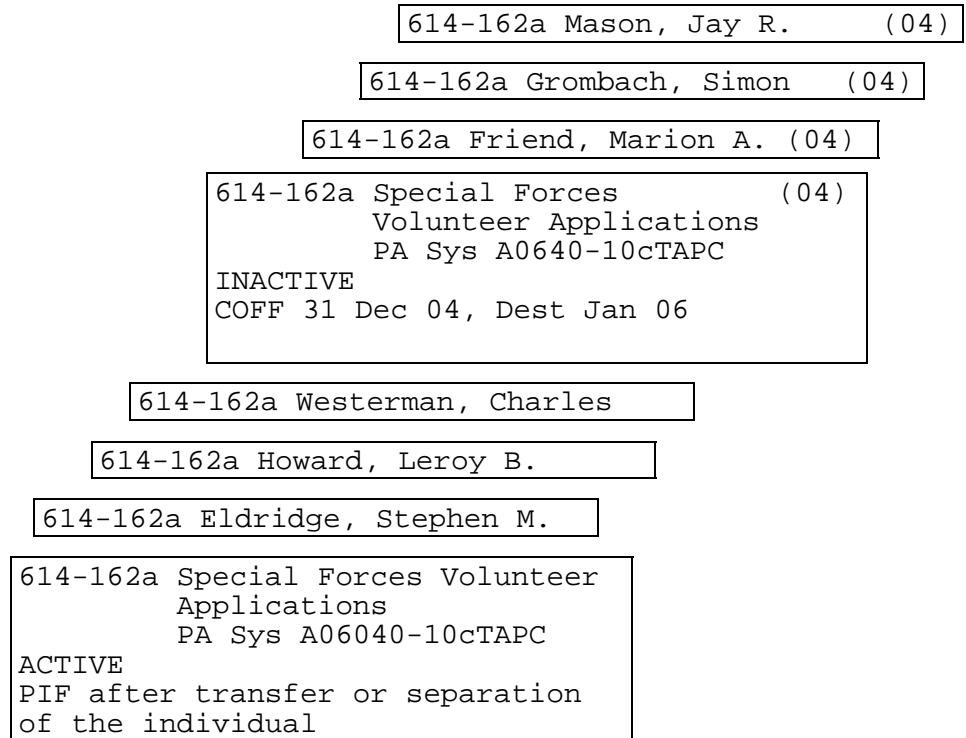 614-162a Mason, Jay R. (04)
614-162a Grombach, Simon (04)
614-162a Friend, Marion A. (04)
614-162a Special Forces (04)
Volunteer Applications
PA Sys A0640-10cTAPC
INACTIVE
COFF 31 Dec 04, Dest Jan 06
614-162a Westerman, Charles
614-162a Howard, Leroy B.
614-162a Eldridge, Stephen M.
614-162a Special Forces Volunteer
Applications
PA Sys A06040-10cTAPC
ACTIVE
PIF after transfer or separation
of the individual